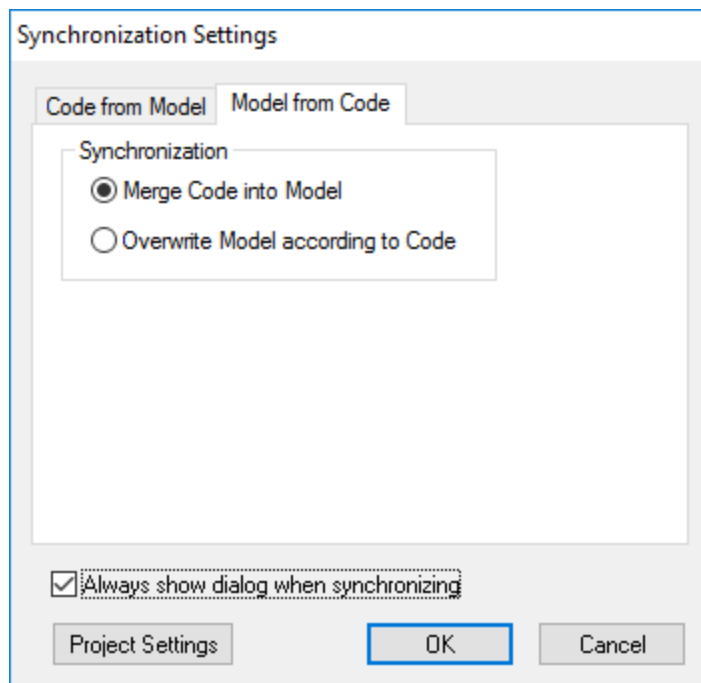 Synchronization Settings
Code from Model
Model from Code
Synchronization
Merge Code into Model
Overwrite Model according to Code
Always show dialog when synchronizing
Project Settings
OK
Cancel